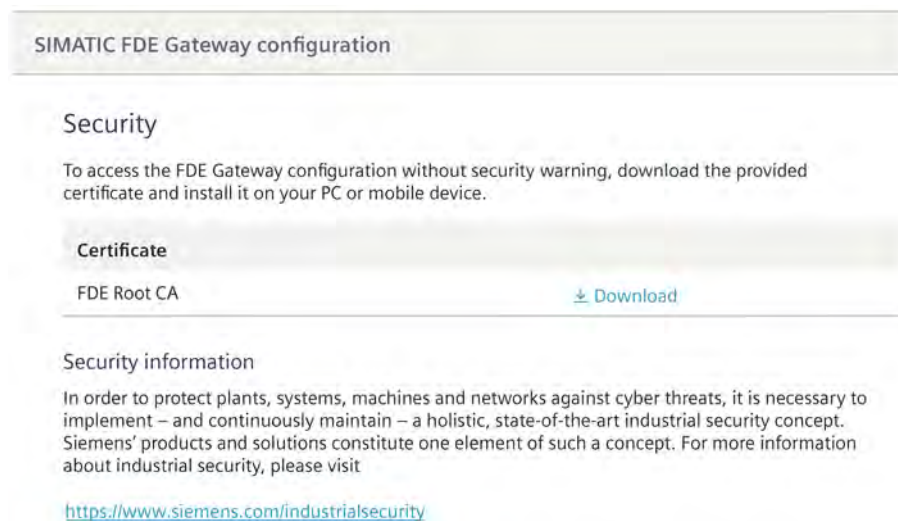 SIMATIC FDE Gateway configuration
Security
To access the FDE Gateway configuration without security warning, download the provided
certificate and install it on your PC or mobile device.
Certificate
FDE Root CA
Download
Security information
In order to protect plants, systems, machines and networks against cyber threats, it is necessary to
implement – and continuously maintain – a holistic, state-of-the-art industrial security concept.
Siemens' products and solutions constitute one element of such a concept. For more information
about industrial security, please visit
https://www.siemens.com/industrialsecurity